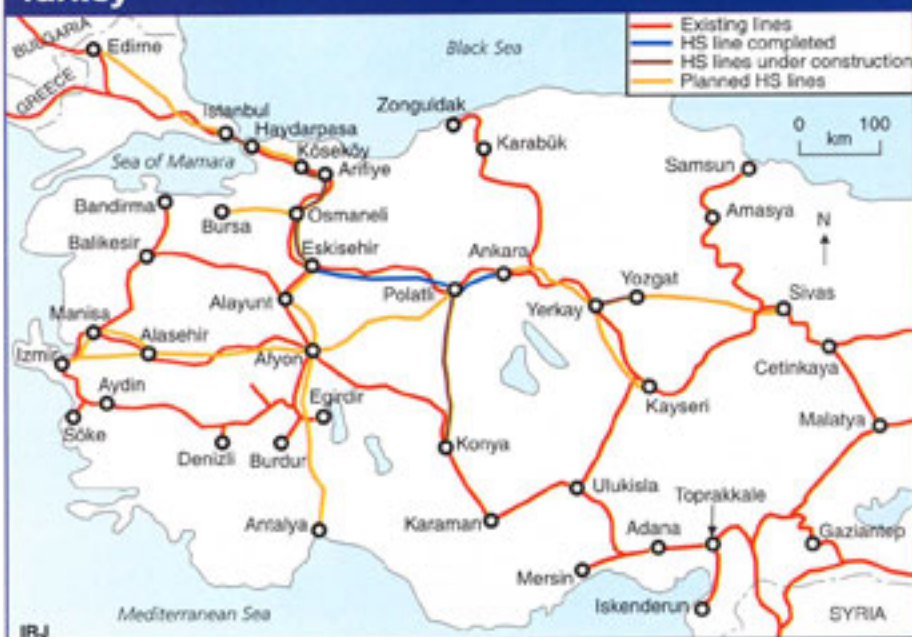 Turkey
Existing lines
HS line completed
HS lines under construction
Planned HS lines
BULGARIA
Edirne
Black Sea
GREECE
Istanbul
Haydarpasa
Zonguldak
0 100
km
Köseköy
Karabük
Sea of Mamara
Arifiye
Samsun
Bandirma
Bursa
Osmaneli
Amasya
N
Balikesir
Eskisehir
Ankara
Alayunt
Polatli
Yozgat
Yerkay
Sivas
Manisa
Alasehir
Izmir
Afyon
Cetinkaya
Aydin
Egirdir
Kayseri
Malatya
Söke
Denizli
Burdur
Konya
Ulukisla
Toprakkale
Antalya
Karaman
Adana
Gaziantep
Mersin
Iskenderun
Mediterranean Sea
SYRIA
IRJ